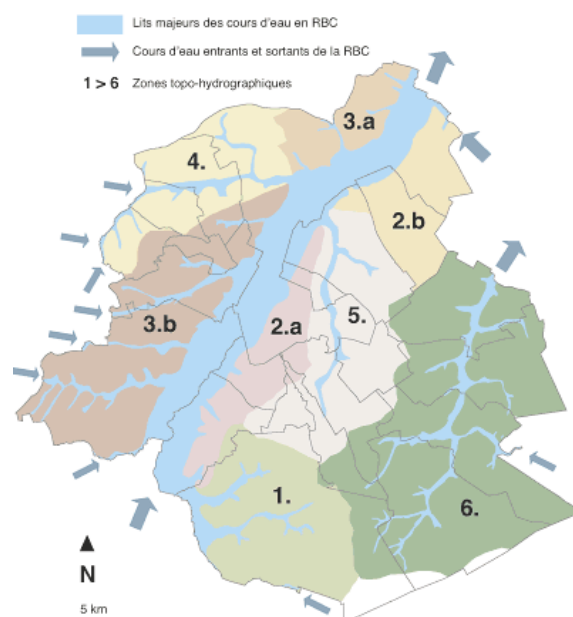 Lits majeurs des cours d'eau en RBC
Cours d'eau entrants et sortants de la RBC
1 > 6 Zones topo-hydrographiques
3.a
4.
2.b
3.b
2.a
5.
1.
6.
N
5 km